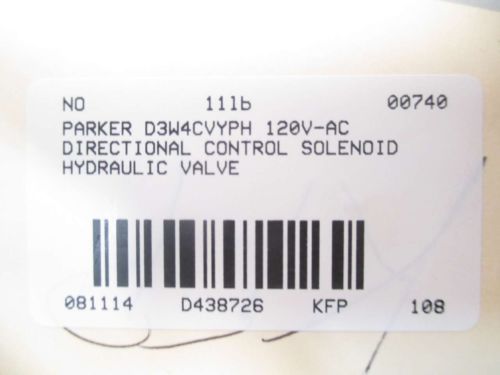 NO 11lb 00740
PARKER D3W4CVYPH 120V-AC
DIRECTIONAL CONTROL SOLENOID
HYDRAULIC VALVE
081114 D438726 KFP 108